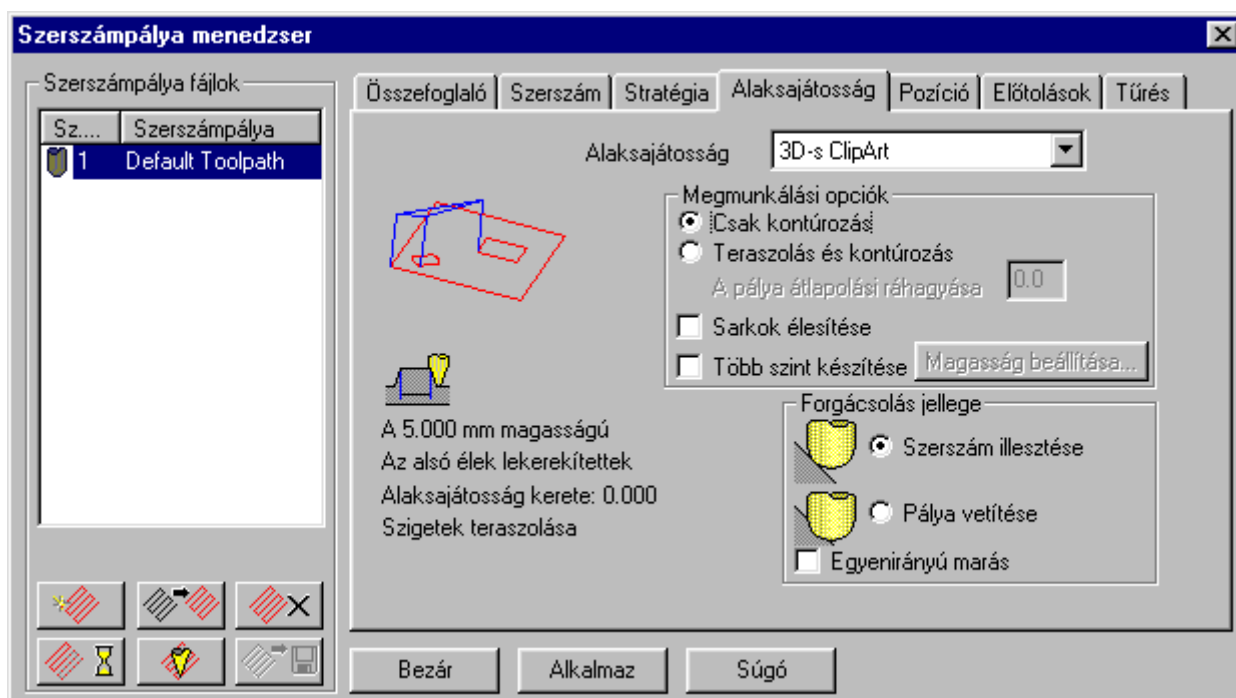 Szerszámpálya menedzser
Szerszámpálya fájlok
Sz.... Szerszámpálya
1 Default Toolpath
Összefoglaló Szerszám Stratégia Alaksajátosság Pozíció Előtolások Tűrés
Alaksajátosság 3D-s ClipArt
Megmunkálási opciók
Csak kontúrozás
Teraszolás és kontúrozás
A pálya átlapolási ráhagyása 0.0
Sarkok élesítése
Több szint készítése Magasság beállítása...
A 5.000 mm magasságú
Az alsó élek lekerekítettek
Alaksajátosság kerete: 0.000
Szigetek teraszolása
Forgácsolás jellege
Szerszám illesztése
Pálya vetítése
Egyenirányú marás
Bezár Alkalmaz Súgó